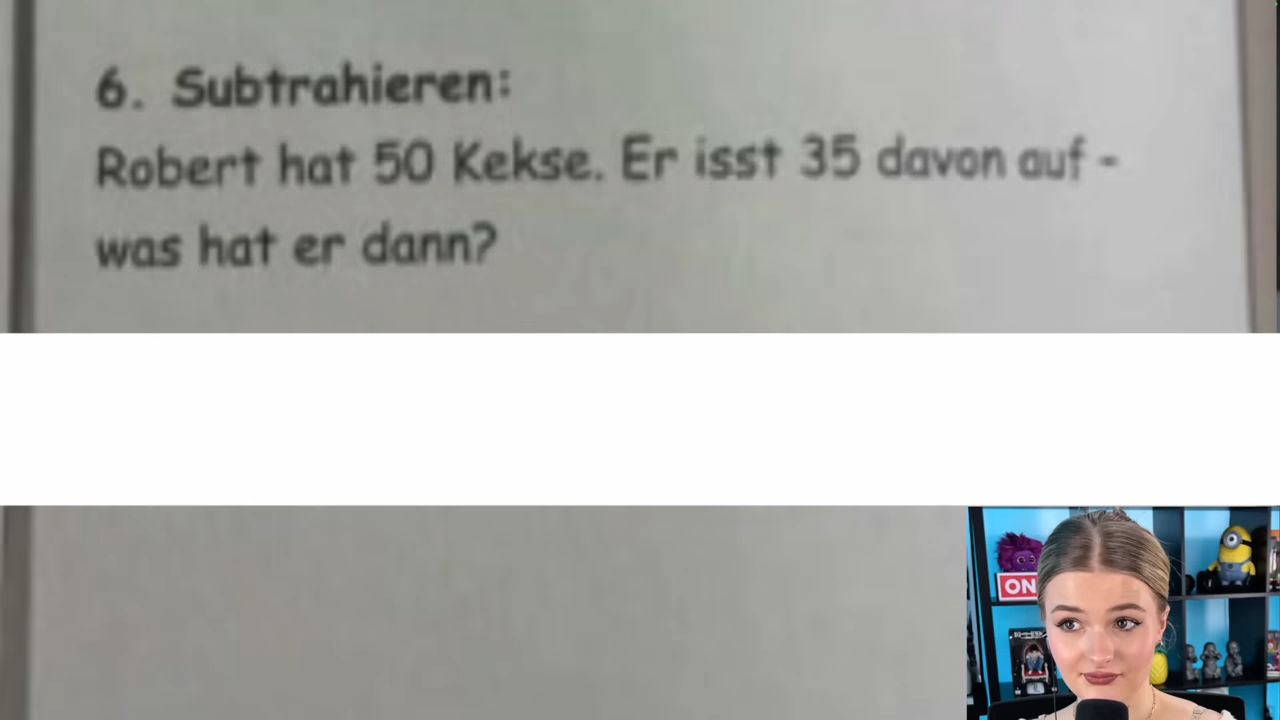 6. Subtrahieren:
Robert hat 50 Kekse. Er isst 35 davon auf -
was hat er dann?
ON